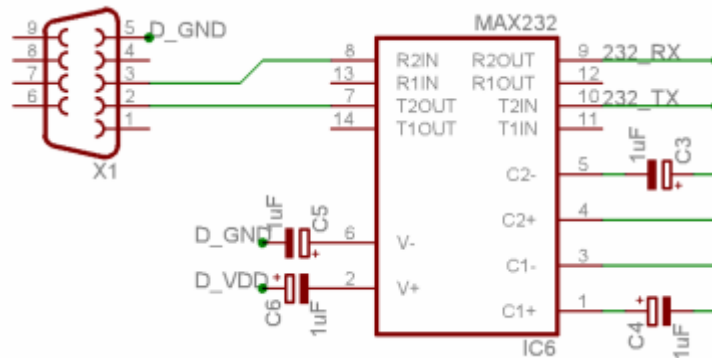 MAX232
9 5 D_GND
8 4
7 3
6 2
1
X1
8 R2IN R2OUT 9 232_RX
13 R1IN R1OUT 12
7 T2OUT T2IN 10 232_TX
14 T1OUT T1IN 11
C2- 5 1uF + C3
C2+ 4
D_GND 1uF + C5 6 V- C1- 3
D_VDD C6 + 1uF 2 V+ C1+ 1 C4 + 1uF
IC6